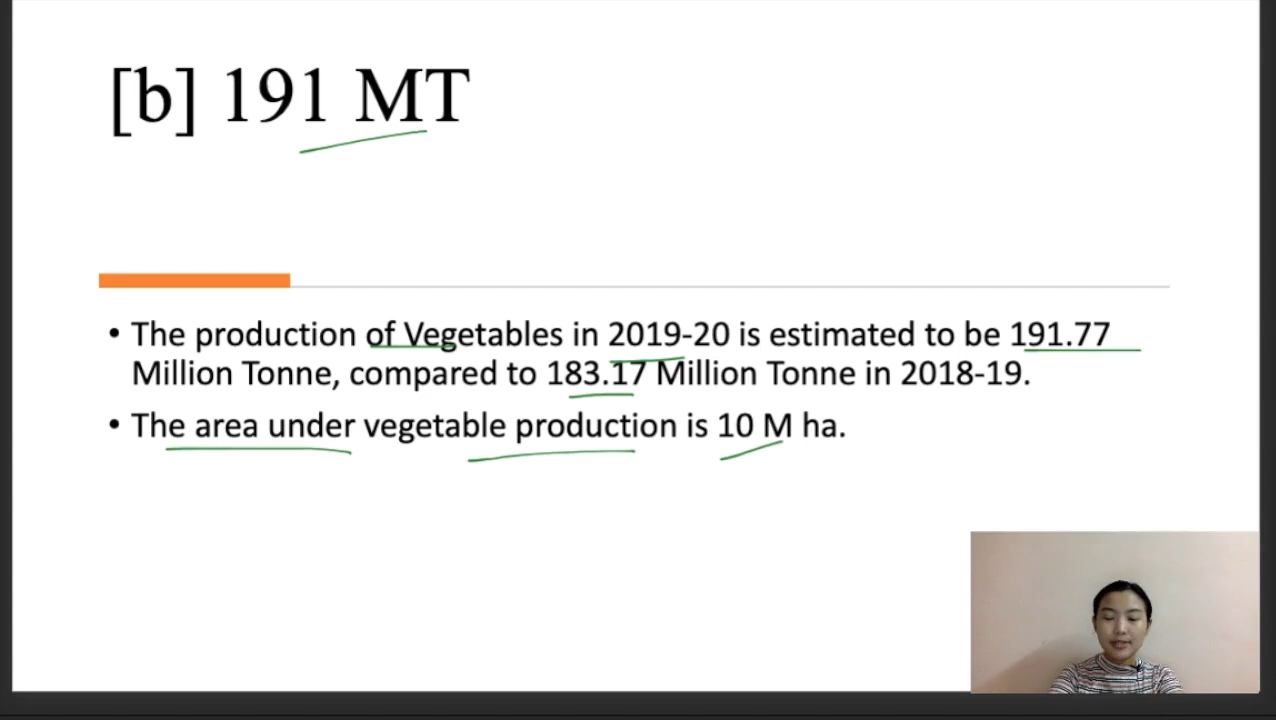 [b] 191 MT
• The production of Vegetables in 2019-20 is estimated to be 191.77
Million Tonne, compared to 183.17 Million Tonne in 2018-19.
• The area under vegetable production is 10 M ha.